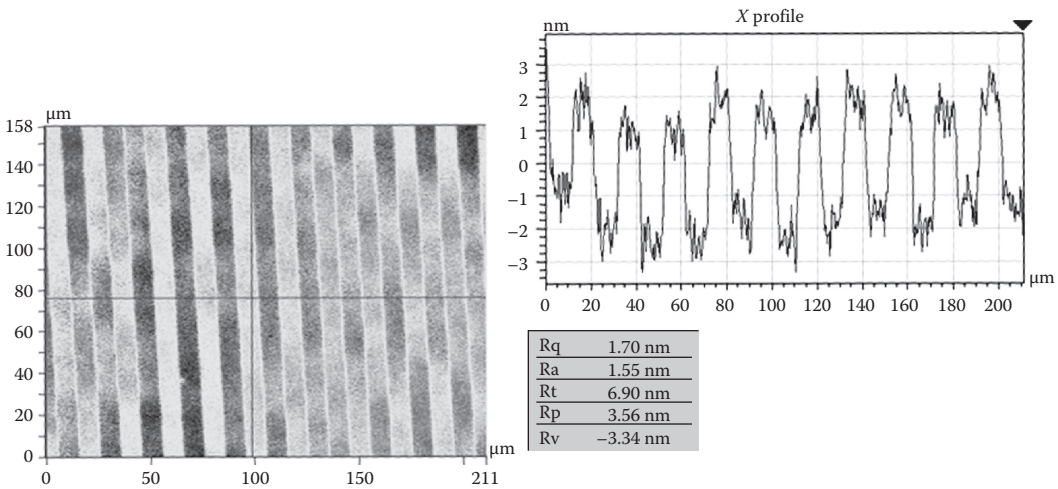 μm
158
140
120
100
80
60
40
20
0
0 50 100 150 211
μm
X profile
nm
3
2
1
0
−1
−2
−3
0 20 40 60 80 100 120 140 160 180 200
μm
Rq 1.70 nm
Ra 1.55 nm
Rt 6.90 nm
Rp 3.56 nm
Rv −3.34 nm